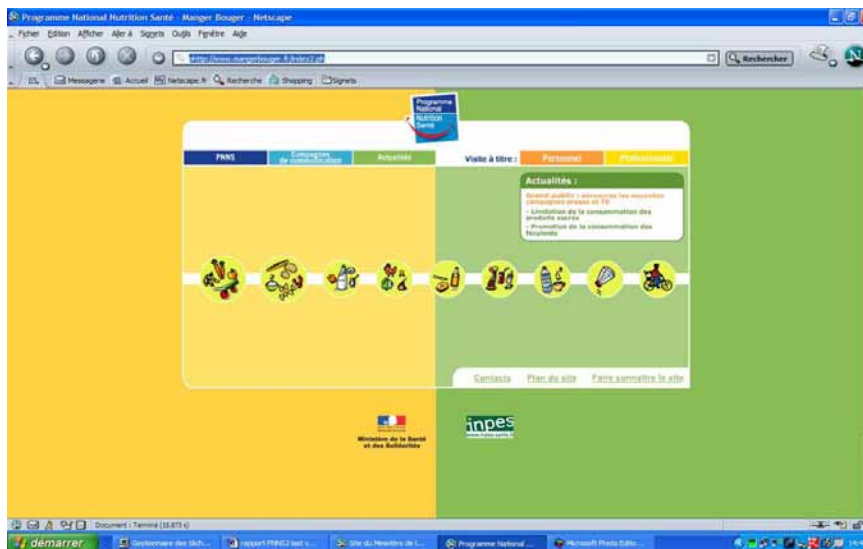 Programme National Nutrition Santé - Manger Bouger - Netscape
Fichier Edition Afficher Aller à Signets Outils Fenêtre Aide
Rechercher
Messagerie Accueil Netscape.fr Recherche Shopping Signets
Programme
National
Nutrition
Santé
PNNS Campagnes de communication Actualités Visite à titre : Personnel Professionnel
Actualités :
Grand public : découvrez les nouvelles
campagnes presse et TV
- Limitation de la consommation des
produits sucrés
- Promotion de la consommation des
féculents
Contacts Plan du site Faire connaître le site
Ministère de la Santé
et des Solidarités
inpes
Document : Terminé (15.873 s)
démarrer Gestionnaire des tâch... rapport PNNS2 last v... Site du Ministère de l... Programme National ... Microsoft Photo Edito...